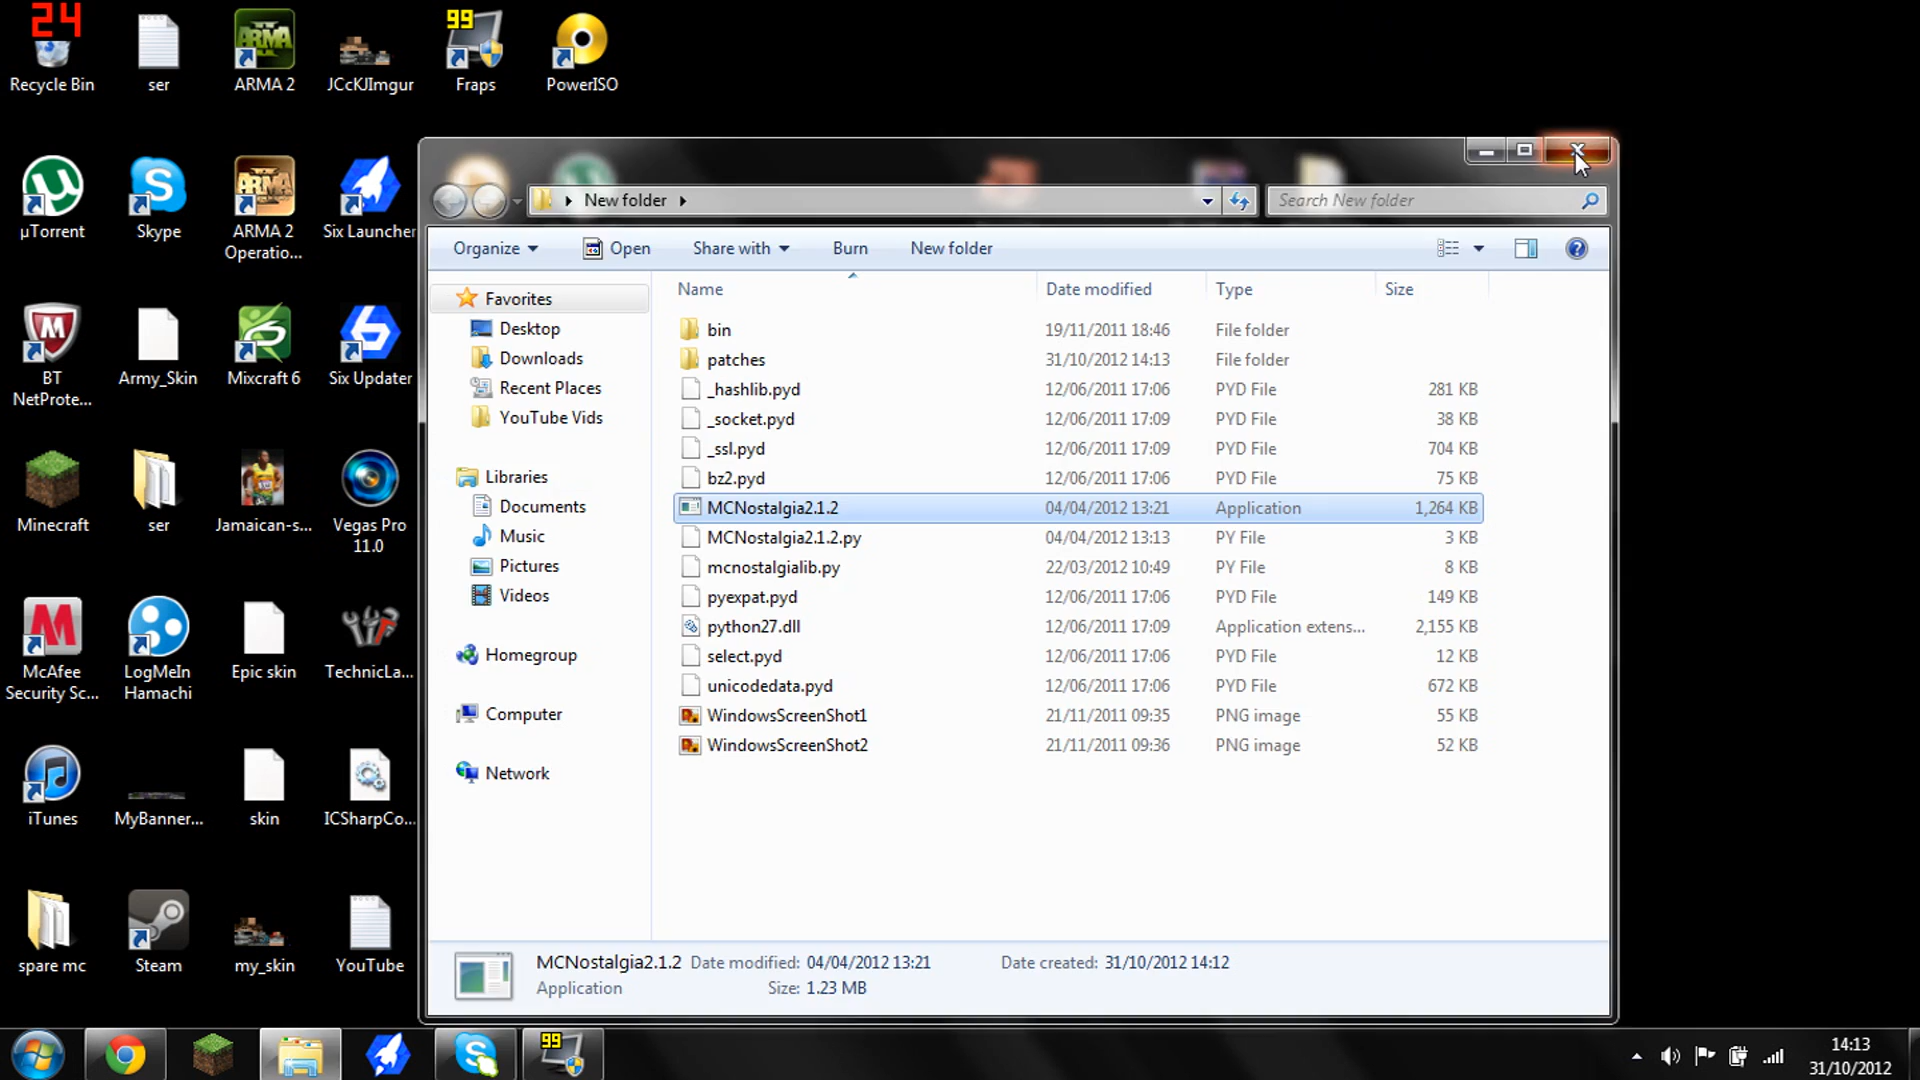 24
99
Recycle Bin
ser
ARMA 2
JCcKJImgur
Fraps
PowerISO
µTorrent
Skype
ARMA 2
Operatio...
Six Launcher
BT
NetProte...
Army_Skin
Mixcraft 6
Six Updater
Minecraft
ser
Jamaican-s...
Vegas Pro
11.0
McAfee
Security Sc...
LogMeIn
Hamachi
Epic skin
TechnicLa...
iTunes
MyBanner...
skin
ICSharpCo...
spare mc
Steam
my_skin
YouTube
New folder
Search New folder
Organize
Open
Share with
Burn
New folder
Favorites
Desktop
Downloads
Recent Places
YouTube Vids
Libraries
Documents
Music
Pictures
Videos
Homegroup
Computer
Network
Name Date modified Type Size
bin 19/11/2011 18:46 File folder
patches 31/10/2012 14:13 File folder
_hashlib.pyd 12/06/2011 17:06 PYD File 281 KB
_socket.pyd 12/06/2011 17:09 PYD File 38 KB
_ssl.pyd 12/06/2011 17:09 PYD File 704 KB
bz2.pyd 12/06/2011 17:06 PYD File 75 KB
MCNostalgia2.1.2 04/04/2012 13:21 Application 1,264 KB
MCNostalgia2.1.2.py 04/04/2012 13:13 PY File 3 KB
mcnostalgialib.py 22/03/2012 10:49 PY File 8 KB
pyexpat.pyd 12/06/2011 17:06 PYD File 149 KB
python27.dll 12/06/2011 17:09 Application extens... 2,155 KB
select.pyd 12/06/2011 17:06 PYD File 12 KB
unicodedata.pyd 12/06/2011 17:06 PYD File 672 KB
WindowsScreenShot1 21/11/2011 09:35 PNG image 55 KB
WindowsScreenShot2 21/11/2011 09:36 PNG image 52 KB
MCNostalgia2.1.2 Date modified: 04/04/2012 13:21 Date created: 31/10/2012 14:12
Application Size: 1.23 MB
99
14:13
31/10/2012